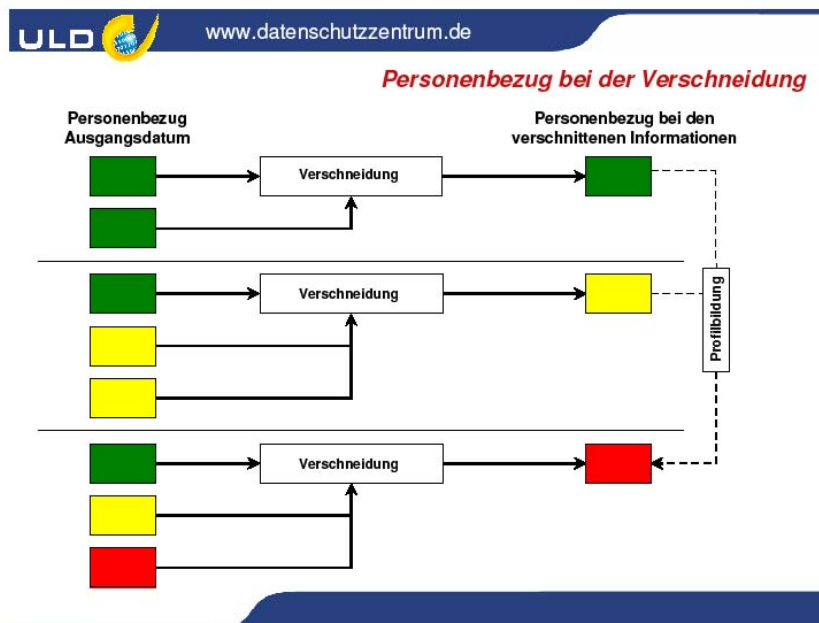 ULD
www.datenschutzzentrum.de
Personenbezug bei der Verschneidung
Personenbezug
Ausgangsdatum
Personenbezug bei den
verschnittenen Informationen
Verschneidung
Verschneidung
Profilbildung
Verschneidung